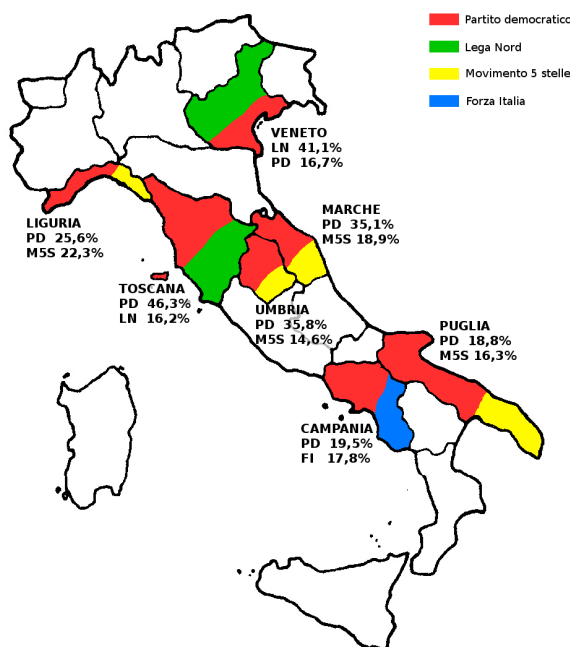 Partito democratico
Lega Nord
Movimento 5 stelle
Forza Italia
VENETO
LN 41,1%
PD 16,7%
LIGURIA
PD 25,6%
M5S 22,3%
MARCHE
PD 35,1%
M5S 18,9%
TOSCANA
PD 46,3%
LN 16,2%
UMBRIA
PD 35,8%
M5S 14,6%
PUGLIA
PD 18,8%
M5S 16,3%
CAMPANIA
PD 19,5%
FI 17,8%